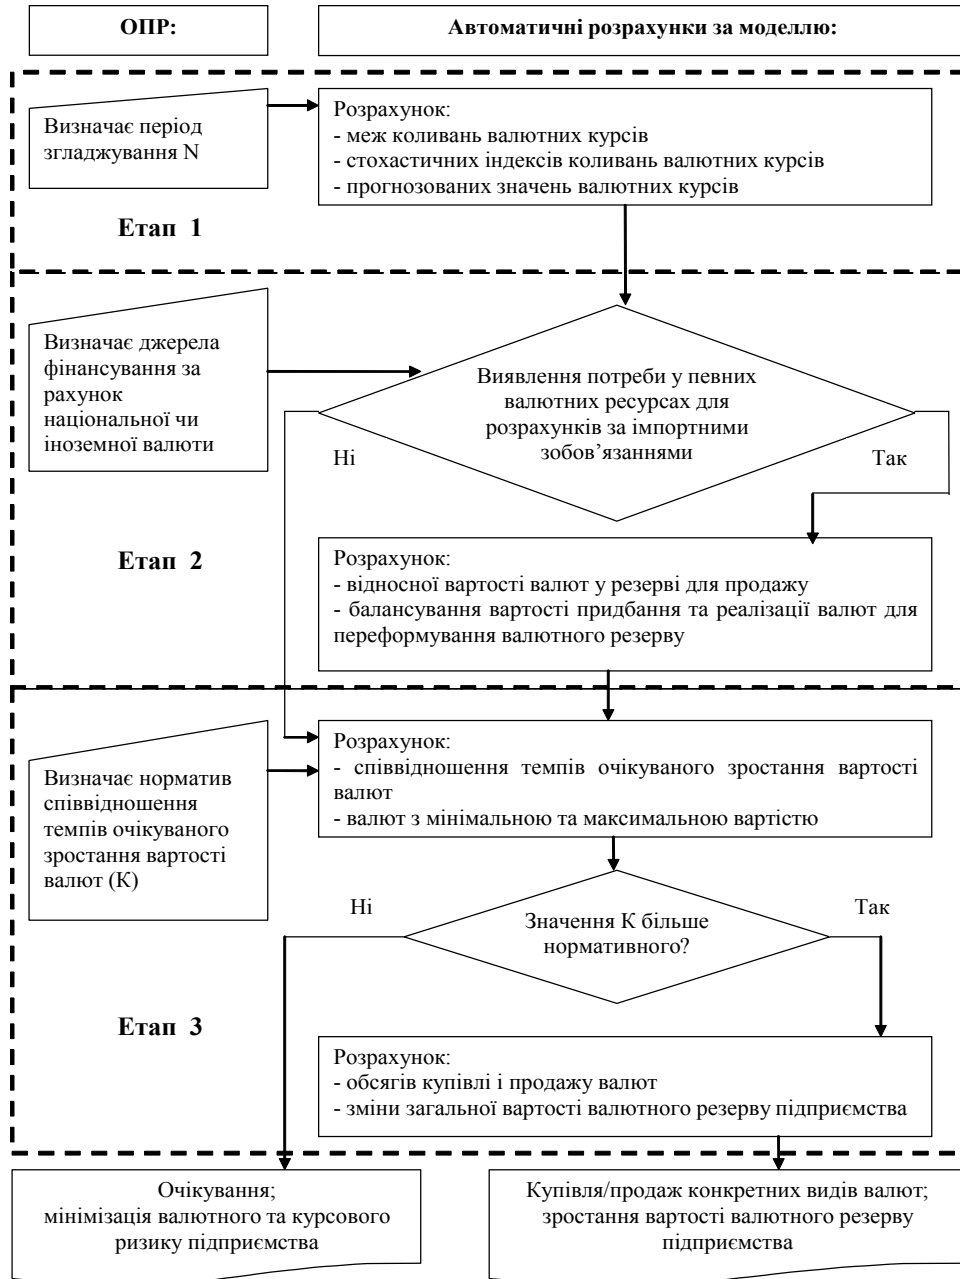 ОПР:
Автоматичні розрахунки за моделлю:
Визначає період
згладжування N
Розрахунок:
- меж коливань валютних курсів
- стохастичних індексів коливань валютних курсів
- прогнозованих значень валютних курсів
Етап 1
Визначає джерела
фінансування за
рахунок
національної чи
іноземної валюти
Виявлення потреби у певних
валютних ресурсах для
розрахунків за імпортними
зобов’язаннями
Ні
Так
Етап 2
Розрахунок:
- відносної вартості валют у резерві для продажу
- балансування вартості придбання та реалізації валют для
переформування валютного резерву
Визначає норматив
співвідношення
темпів очікуваного
зростання вартості
валют (К)
Розрахунок:
- співвідношення темпів очікуваного зростання вартості
валют
- валют з мінімальною та максимальною вартістю
Ні
Так
Значення К більше
нормативного?
Етап 3
Розрахунок:
- обсягів купівлі і продажу валют
- зміни загальної вартості валютного резерву підприємства
Очікування;
мінімізація валютного та курсового
ризику підприємства
Купівля/продаж конкретних видів валют;
зростання вартості валютного резерву
підприємства